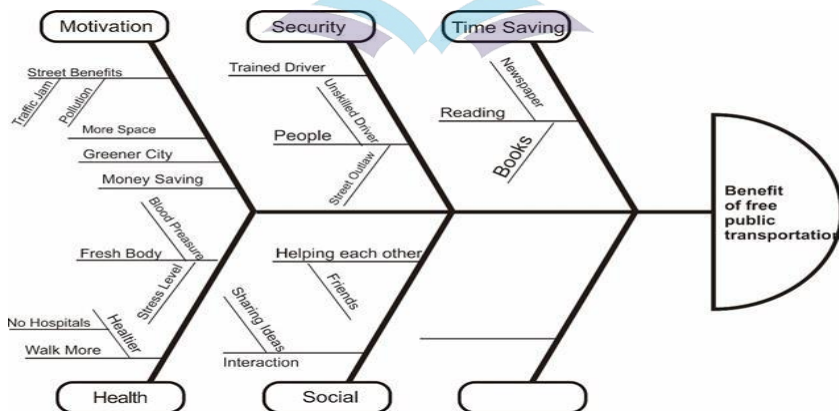 Motivation
Security
Time Saving
Street Benefits
Traffic Jam
Pollution
More Space
Greener City
Money Saving
Trained Driver
Unskilled Driver
People
Street Outlaw
Newspaper
Reading
Books
Benefit
of free
public
transportation
Blood Preasure
Fresh Body
Stress Level
No Hospitals
Healtier
Walk More
Helping each other
Friends
Sharing Ideas
Interaction
Health
Social